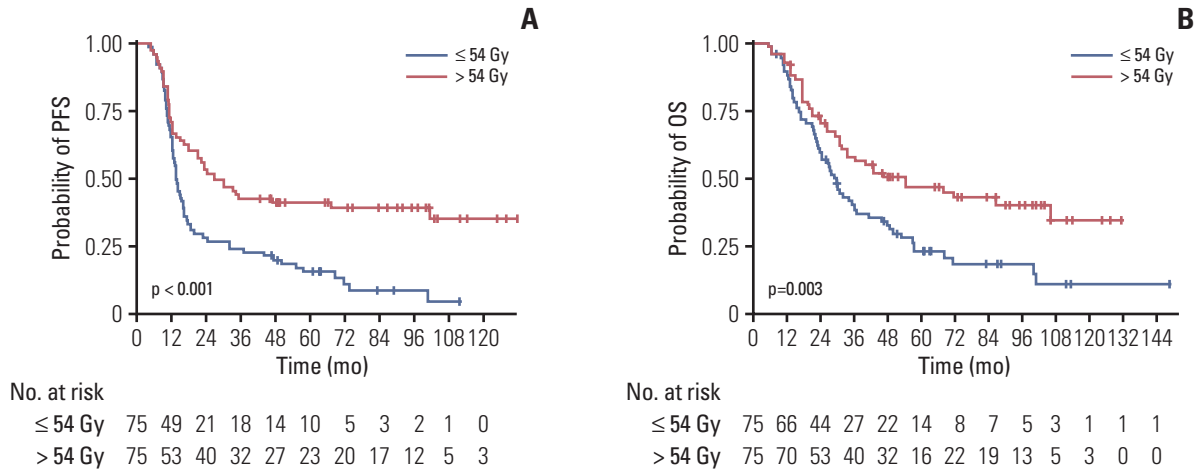 A
Probability of PFS
1.00
0.75
0.50
0.25
0
≤ 54 Gy
> 54 Gy
p < 0.001
0 12 24 36 48 60 72 84 96 108 120
Time (mo)
No. at risk
≤ 54 Gy 75 49 21 18 14 10 5 3 2 1 0
> 54 Gy 75 53 40 32 27 23 20 17 12 5 3
B
Probability of OS
1.00
0.75
0.50
0.25
0
≤ 54 Gy
> 54 Gy
p=0.003
0 12 24 36 48 60 72 84 96 108 120 132 144
Time (mo)
No. at risk
≤ 54 Gy 75 66 44 27 22 14 8 7 5 3 1 1 1
> 54 Gy 75 70 53 40 32 16 22 19 13 5 3 0 0